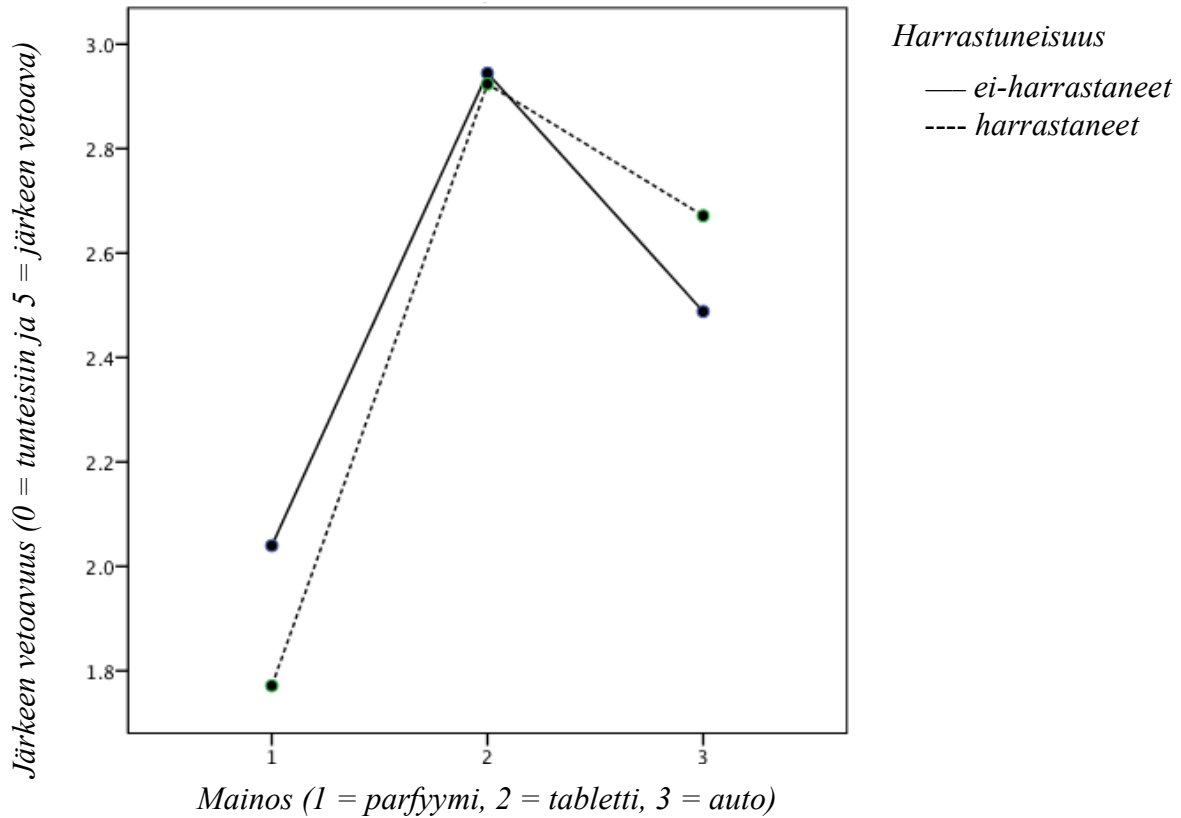 Järkeen vetoavuus (0 = tunteisiin ja 5 = järkeen vetoava)
3.0
2.8
2.6
2.4
2.2
2.0
1.8
1
2
3
Mainos (1 = parfyymi, 2 = tabletti, 3 = auto)
Harrastuneisuus
ei-harrastaneet
harrastaneet